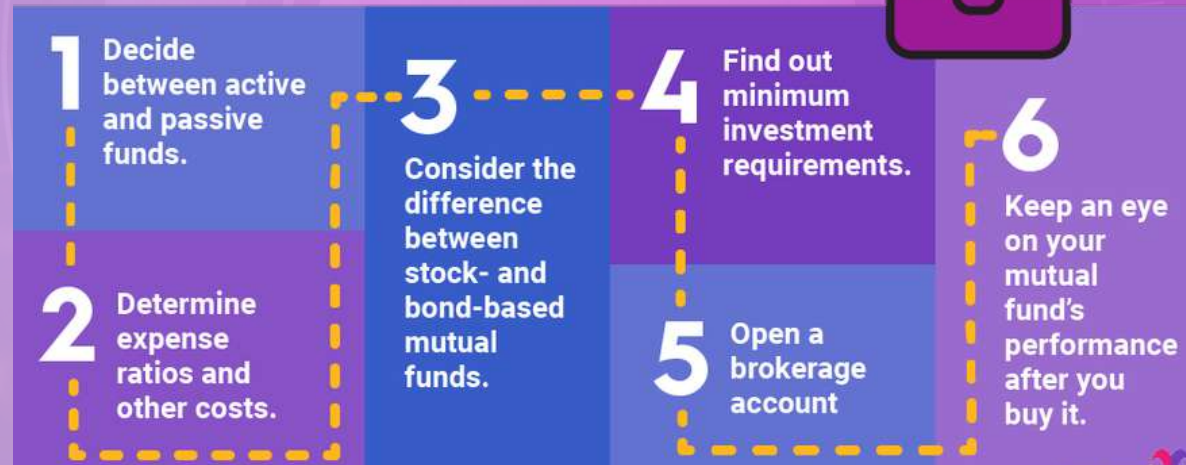 1
Decide
between active
and passive
funds.
2
Determine
expense
ratios and
other costs.
3
Consider the
difference
between
stock- and
bond-based
mutual
funds.
4
Find out
minimum
investment
requirements.
5
Open a
brokerage
account
6
Keep an eye
on your
mutual
fund's
performance
after you
buy it.